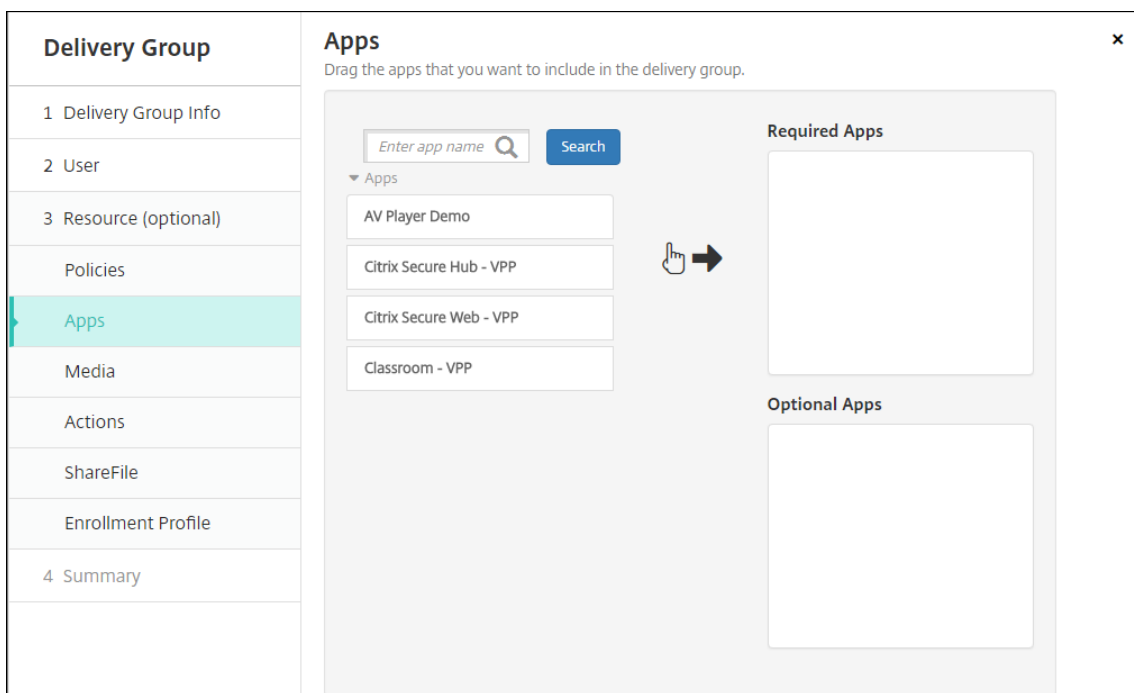 Delivery Group
1 Delivery Group Info
2 User
3 Resource (optional)
Policies
Apps
Media
Actions
ShareFile
Enrollment Profile
4 Summary
Apps
Drag the apps that you want to include in the delivery group.
Enter app name
Search
Apps
AV Player Demo
Citrix Secure Hub - VPP
Citrix Secure Web - VPP
Classroom - VPP
Required Apps
Optional Apps